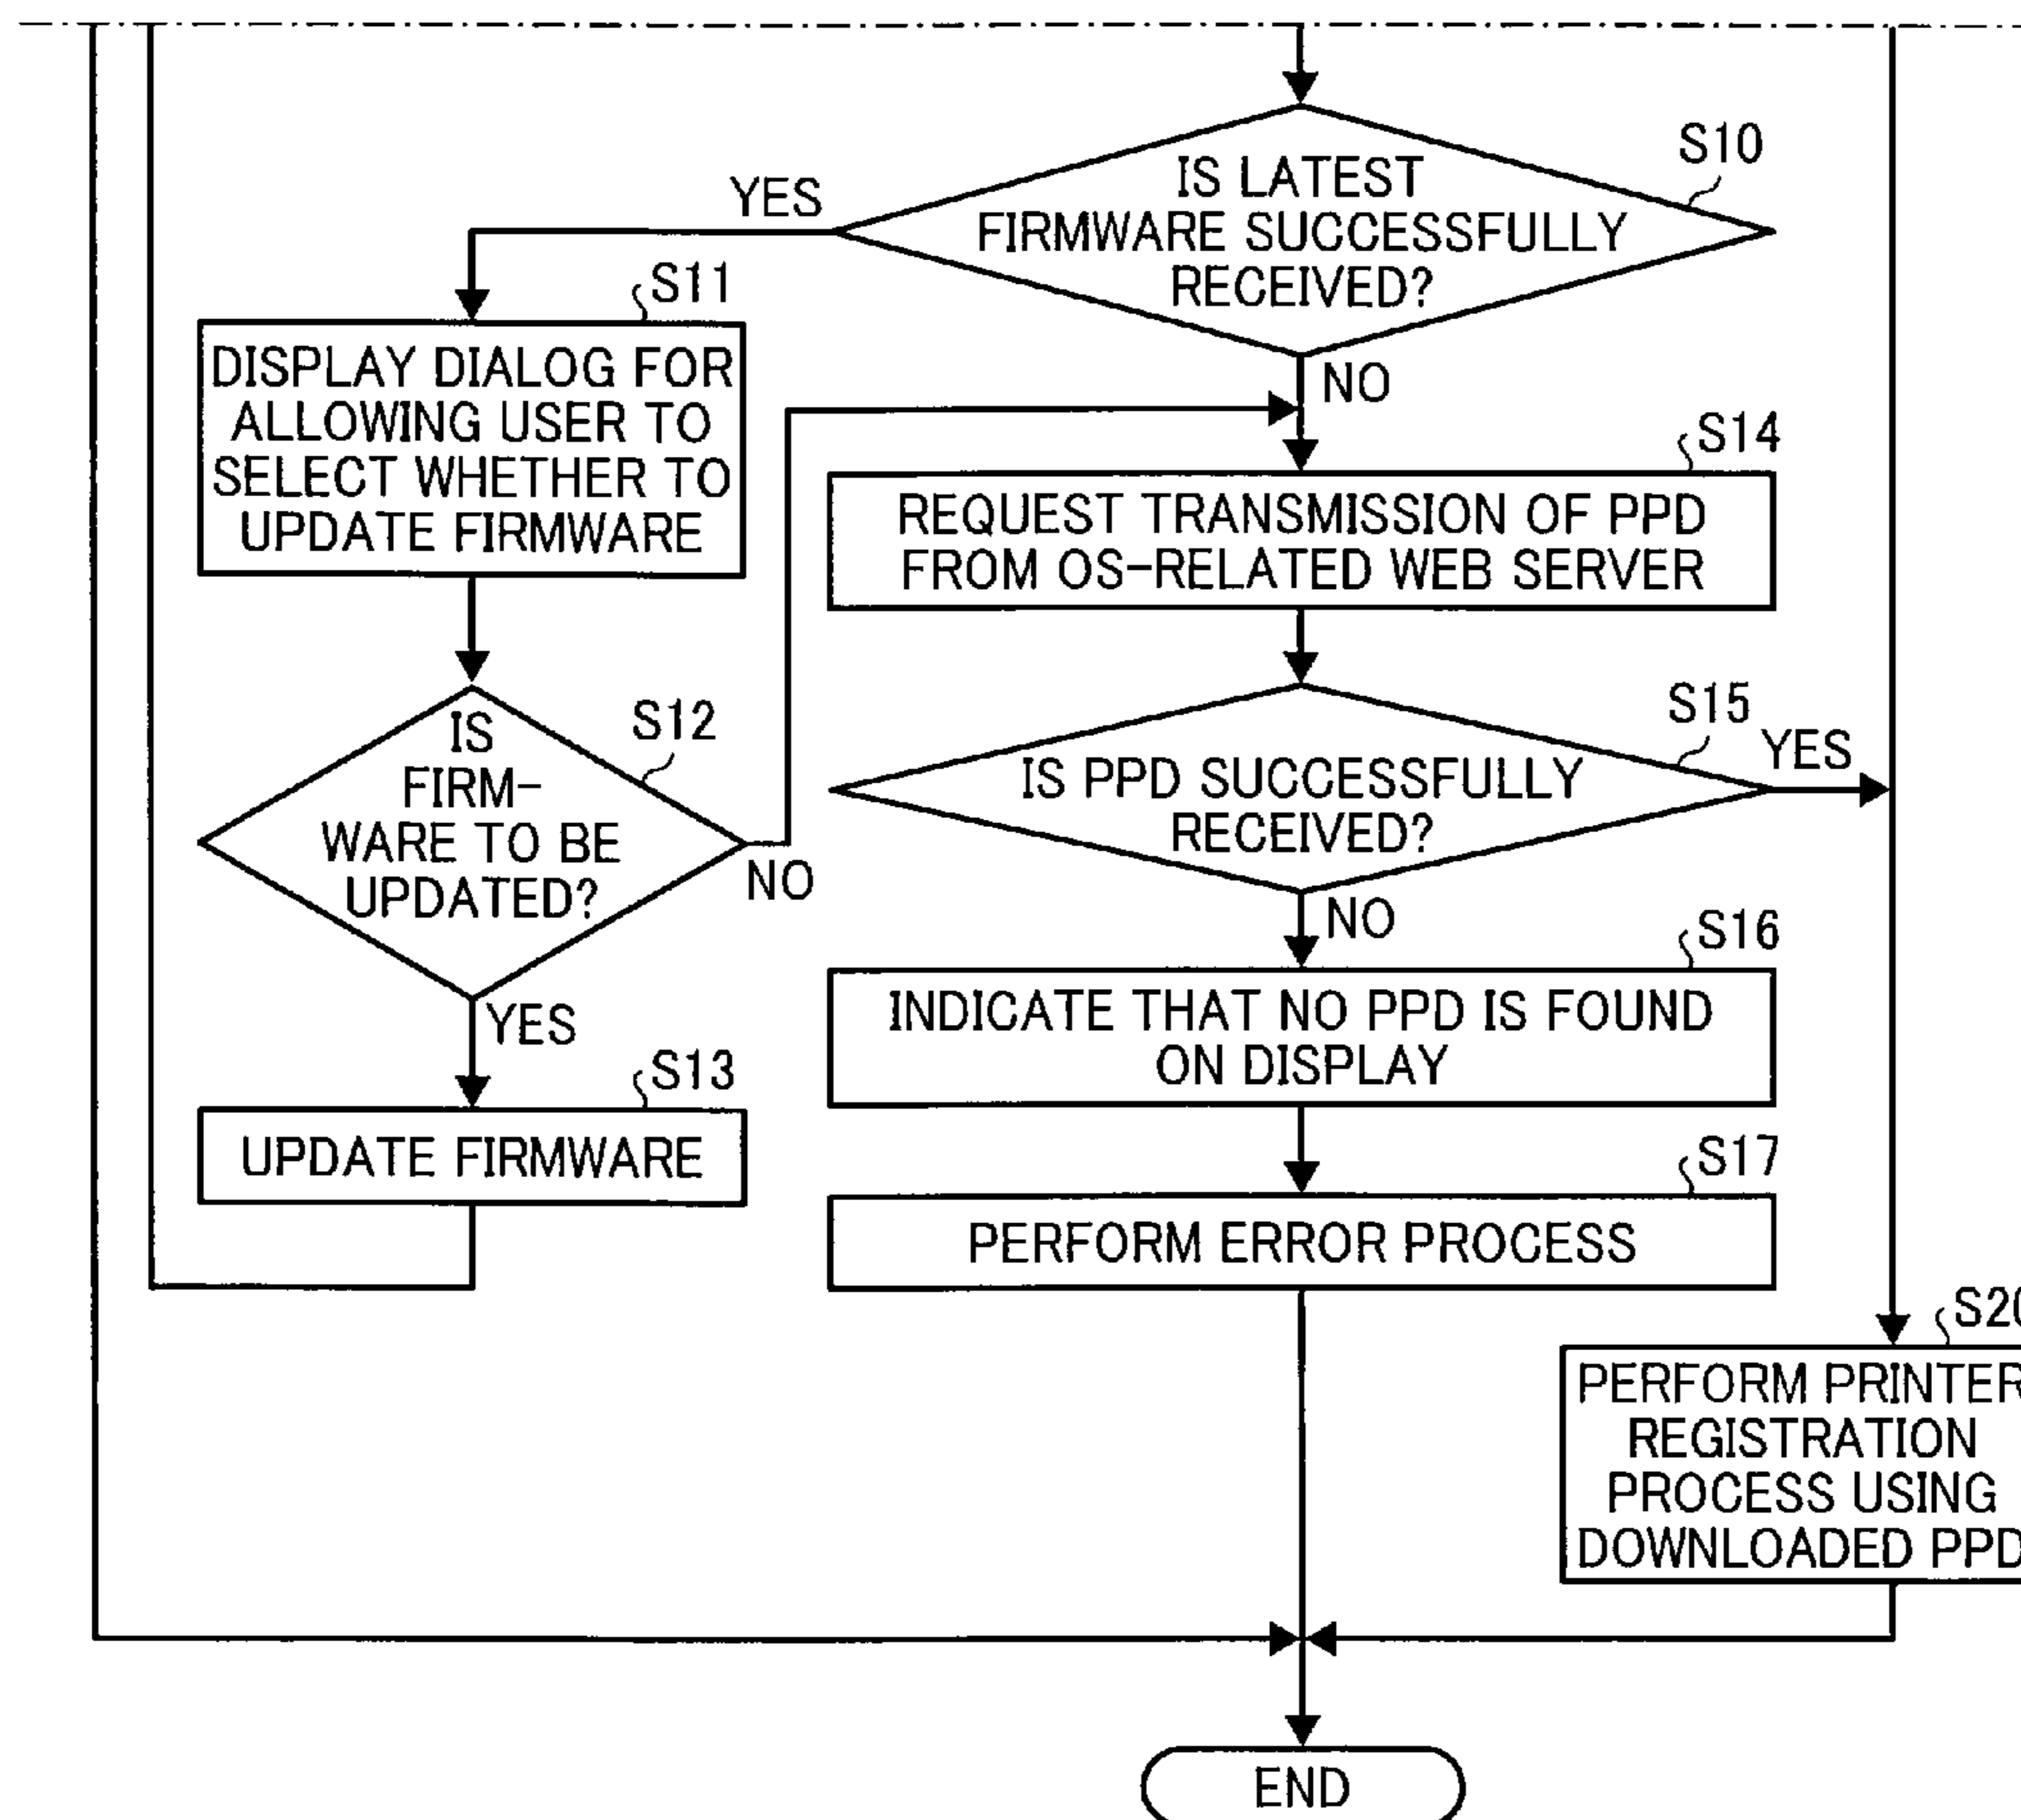 S10
IS LATEST
FIRMWARE SUCCESSFULLY
RECEIVED?
YES
NO
S11
DISPLAY DIALOG FOR
ALLOWING USER TO
SELECT WHETHER TO
UPDATE FIRMWARE
S14
REQUEST TRANSMISSION OF PPD
FROM OS-RELATED WEB SERVER
S12
IS
FIRM-
WARE TO BE
UPDATED?
NO
YES
S15
IS PPD SUCCESSFULLY
RECEIVED?
YES
NO
S16
INDICATE THAT NO PPD IS FOUND
ON DISPLAY
S13
UPDATE FIRMWARE
S17
PERFORM ERROR PROCESS
S20
PERFORM PRINTER
REGISTRATION
PROCESS USING
DOWNLOADED PPD
END